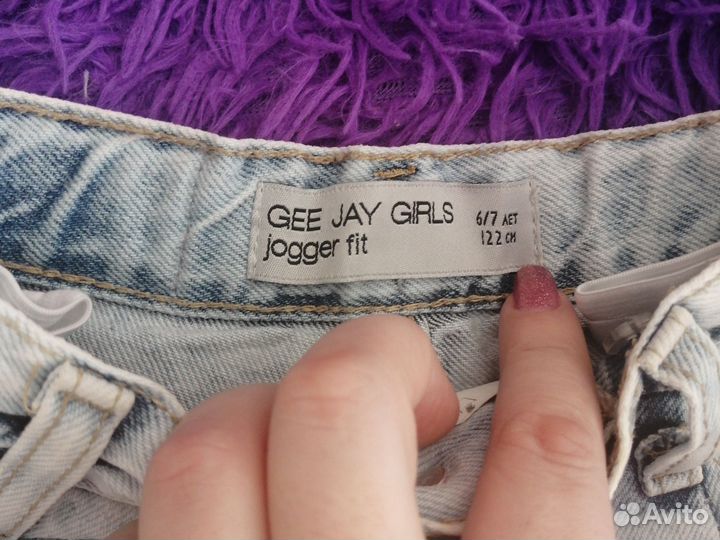 GEE JAY GIRLS
jogger fit
6/7 ЛЕТ
122 СМ
Avito